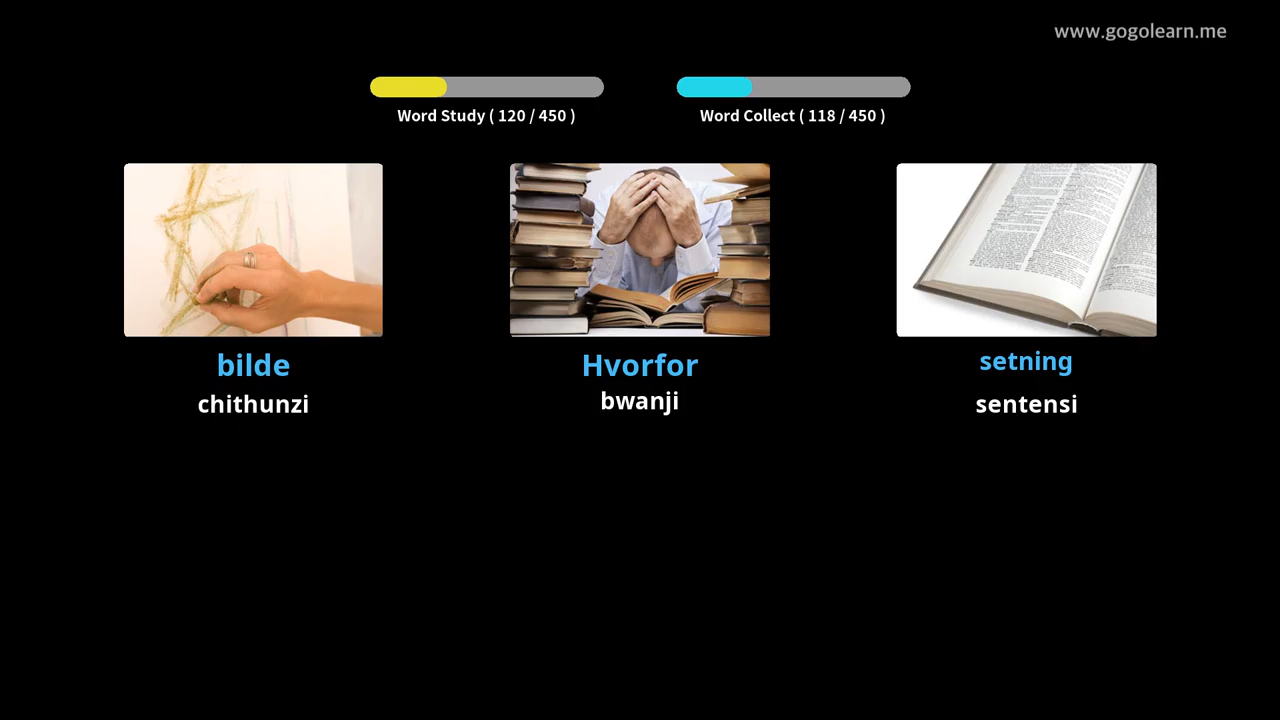 www.gogolearn.me
Word Study ( 120 / 450 )
Word Collect ( 118 / 450 )
bilde
chithunzi
Hvorfor
bwanji
setning
sentensi